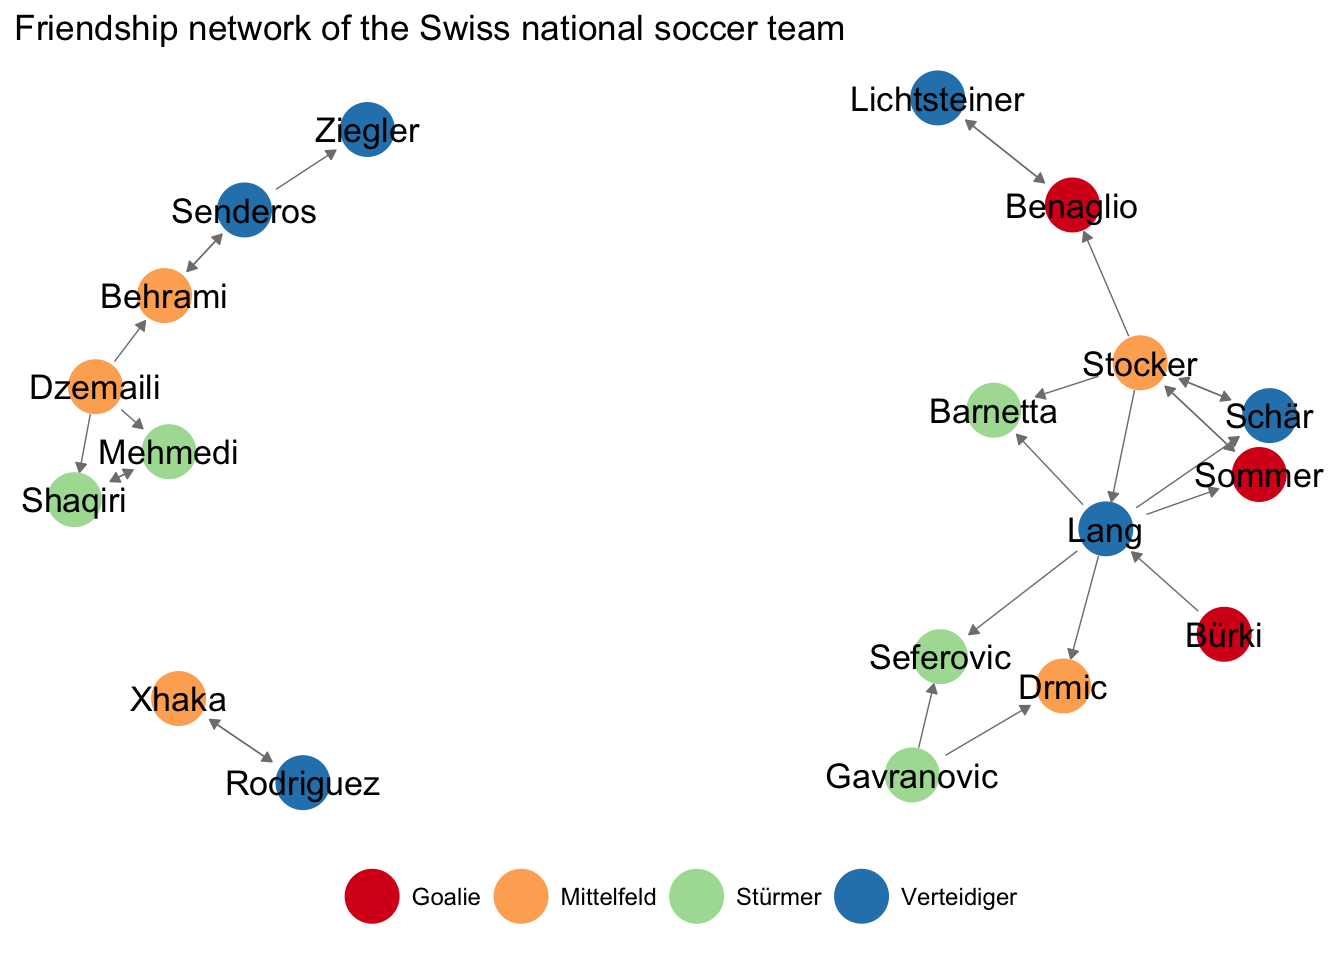 Friendship network of the Swiss national soccer team
Lichtsteiner
Ziegler
Benaglio
Senderos
Behrami
Stocker
Dzemaili
Barnetta
Schär
Mehmedi
Sommer
Shaqiri
Lang
Bürki
Seferovic
Drmic
Xhaka
Gavranovic
Rodriguez
Goalie Mittelfeld Stürmer Verteidiger